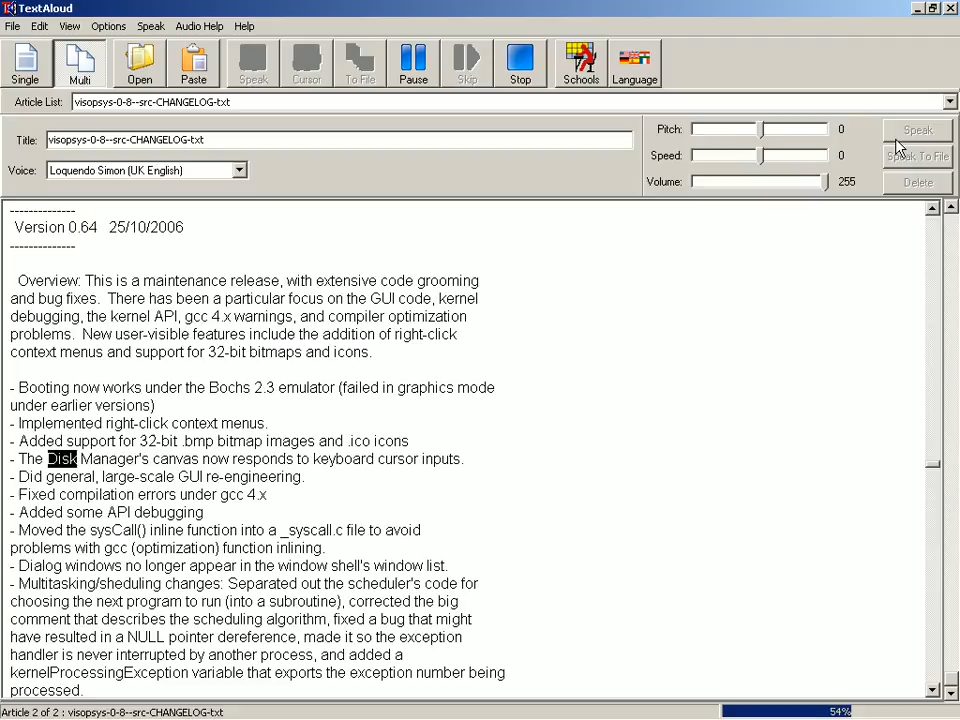 TextAloud
File Edit View Options Speak Audio Help Help
Single Multi Open Paste Speak Cursor To File Pause Skip Stop Schools Language
Article List: visopsys-0-8--src-CHANGELOG-txt
Title: visopsys-0-8--src-CHANGELOG-txt
Voice: Loquendo Simon (UK English)
Pitch: 0 Speak
Speed: 0 Speak To File
Volume: 255 Delete
--------------
Version 0.64 25/10/2006
--------------
Overview: This is a maintenance release, with extensive code grooming
and bug fixes. There has been a particular focus on the GUI code, kernel
debugging, the kernel API, gcc 4.x warnings, and compiler optimization
problems. New user-visible features include the addition of right-click
context menus and support for 32-bit bitmaps and icons.
- Booting now works under the Bochs 2.3 emulator (failed in graphics mode
under earlier versions)
- Implemented right-click context menus.
- Added support for 32-bit .bmp bitmap images and .ico icons
- The Disk Manager's canvas now responds to keyboard cursor inputs.
- Did general, large-scale GUI re-engineering.
- Fixed compilation errors under gcc 4.x
- Added some API debugging
- Moved the sysCall() inline function into a _syscall.c file to avoid
problems with gcc (optimization) function inlining.
- Dialog windows no longer appear in the window shell's window list.
- Multitasking/sheduling changes: Separated out the scheduler's code for
choosing the next program to run (into a subroutine), corrected the big
comment that describes the scheduling algorithm, fixed a bug that might
have resulted in a NULL pointer dereference, made it so the exception
handler is never interrupted by another process, and added a
kernelProcessingException variable that exports the exception number being
processed.
Article 2 of 2 : visopsys-0-8--src-CHANGELOG-txt 54%